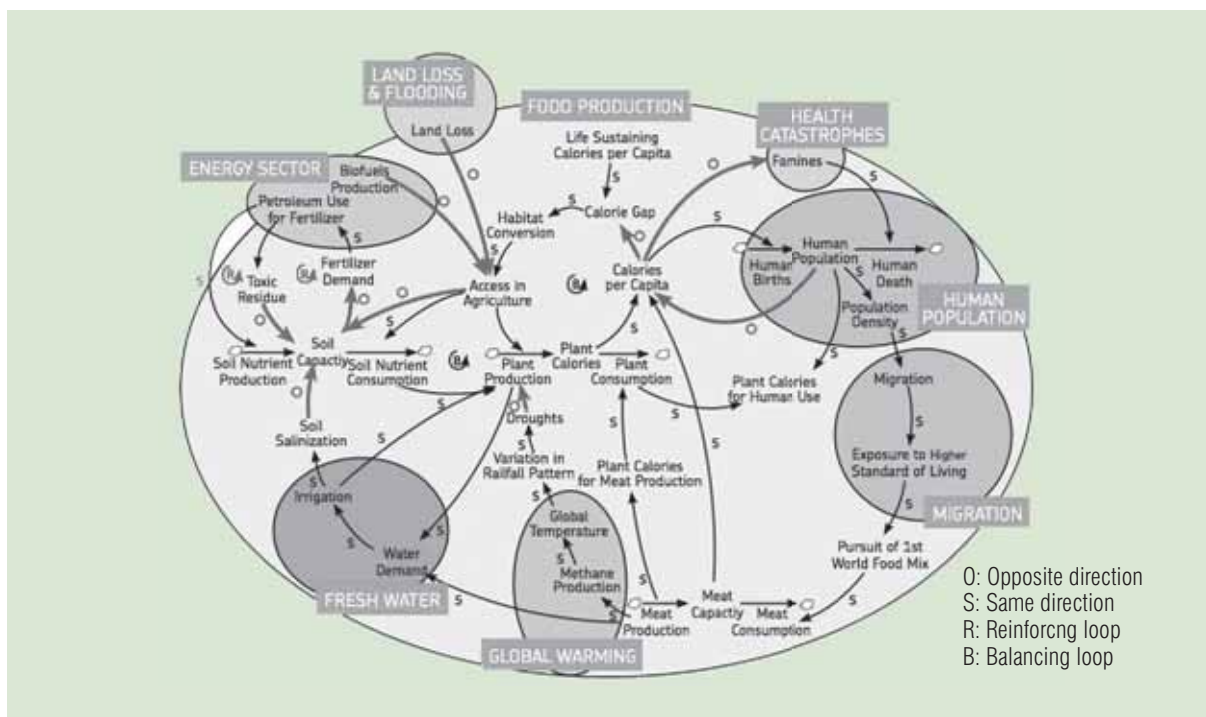 LAND LOSS
& FLOODING
Land Loss
FOOD PRODUCTION
Life Sustaining
Calories per Capita
HEALTH
CATASTROPHES
Famines
ENERGY SECTOR
Biofuels
Production
Petroleum Use
for Fertilizer
Habitat
Conversion
Calorie Gap
Fertilizer
Demand
Toxic
Residue
Access in
Agriculture
Calories
per Capita
Human
Births
Human
Population
Human
Death
Population
Density
HUMAN
POPULATION
Soil Nutrient
Production
Soil
Capactiy
Soil Nutrient
Consumption
Plant
Production
Plant
Calories
Plant
Consumption
Plant Calories
for Human Use
Migration
Exposure to Higher
Standard of Living
MIGRATION
Soil
Salinization
Droughts
Variation in
Railfall Pattern
Plant Calories
for Meat Production
Irrigation
Water
Demand
FRESH WATER
Global
Temperature
Methane
Production
GLOBAL WARMING
Meat
Production
Meat
Capactiy
Meat
Consumption
Pursuit of 1st
World Food Mix
O: Opposite direction
S: Same direction
R: Reinforcng loop
B: Balancing loop